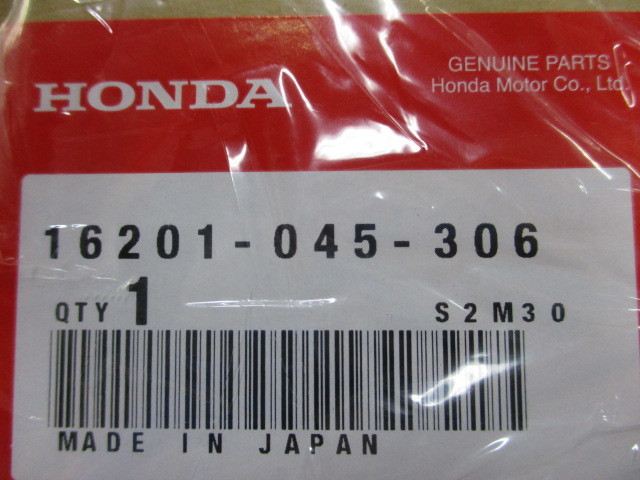 HONDA
GENUINE PARTS
Honda Motor Co., Ltd.
16201-045-306
QTY 1 S2M30
MADE IN JAPAN